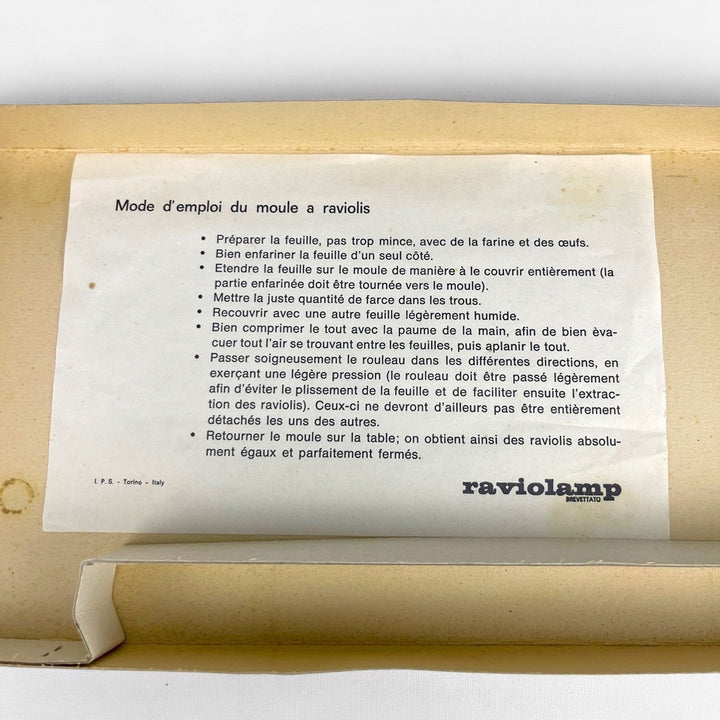 Mode d'emploi du moule a raviolis
• Préparer la feuille, pas trop mince, avec de la farine et des œufs.
• Bien enfariner la feuille d'un seul côté.
• Etendre la feuille sur le moule de manière à le couvrir entièrement (la
partie enfarinée doit être tournée vers le moule).
• Mettre la juste quantité de farce dans les trous.
• Recouvrir avec une autre feuille légèrement humide.
• Bien comprimer le tout avec la paume de la main, afin de bien èva-
cuer tout l'air se trouvant entre les feuilles, puis aplanir le tout.
• Passer soigneusement le rouleau dans les différentes directions, en
exerçant une légère pression (le rouleau doit être passé légèrement
afin d'éviter le plissement de la feuille et de faciliter ensuite l'extrac-
tion des raviolis). Ceux-ci ne devront d'ailleurs pas être entièrement
détachés les uns des autres.
• Retourner le moule sur la table; on obtient ainsi des raviolis absolu-
ment égaux et parfaitement fermés.
I. P. S. - Torino - Italy
raviolamp
BREVETTATO